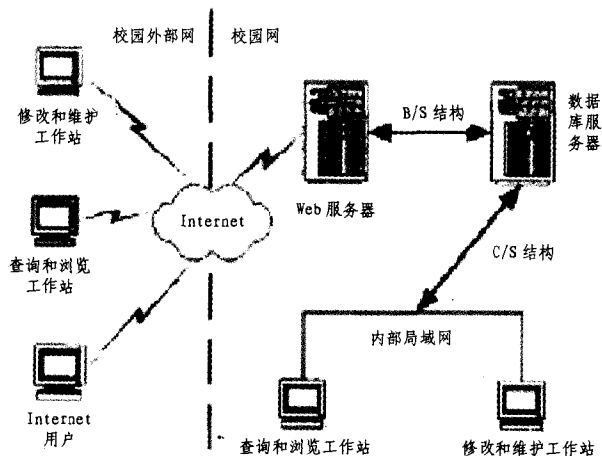 校园外部网
校园网
修改和维护
工作站
B/S 结构
数据
库服
务器
Web 服务器
Internet
查询和浏览
工作站
C/S 结构
内部局域网
Internet
用户
查询和浏览工作站
修改和维护工作站